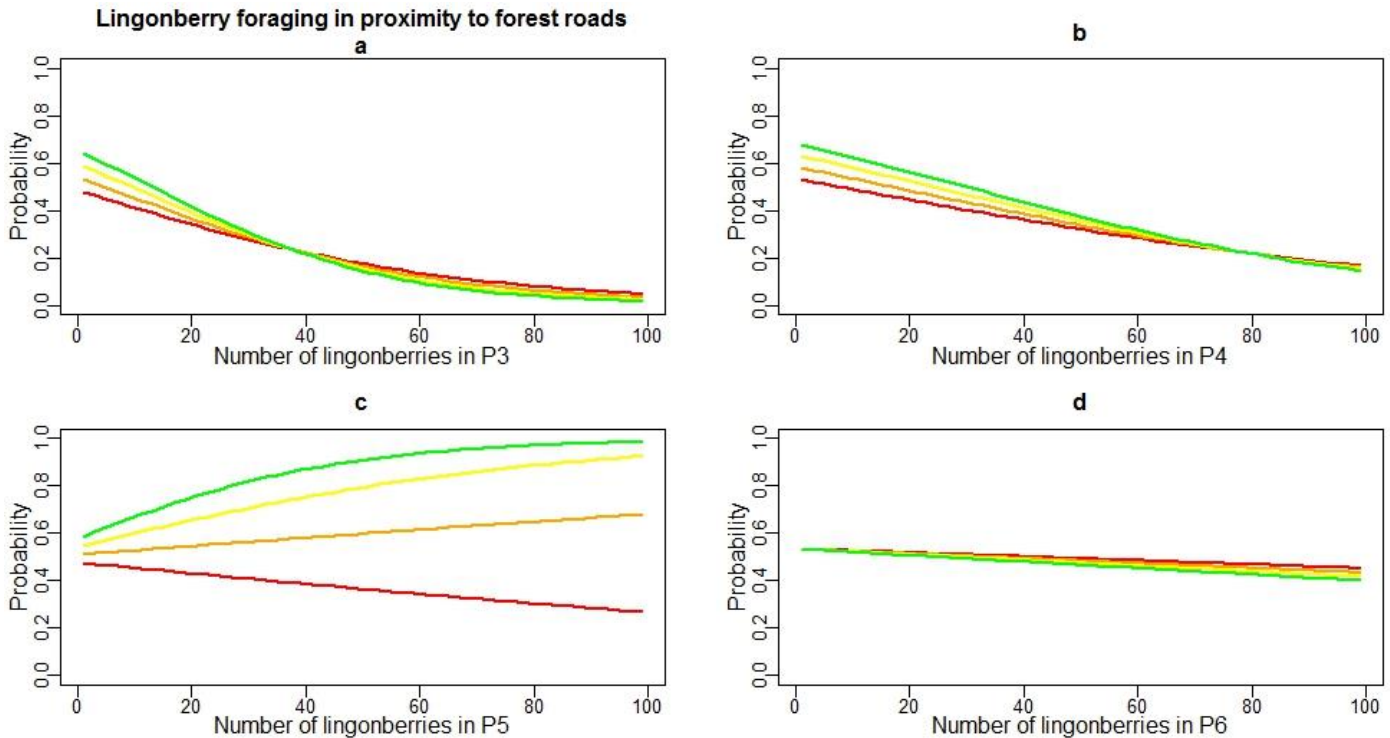 Lingonberry foraging in proximity to forest roads
a
Probability
0.0 0.2 0.4 0.6 0.8 1.0
0 20 40 60 80 100
Number of lingonberries in P3
b
Probability
0.0 0.2 0.4 0.6 0.8 1.0
0 20 40 60 80 100
Number of lingonberries in P4
c
Probability
0.0 0.2 0.4 0.6 0.8 1.0
0 20 40 60 80 100
Number of lingonberries in P5
d
Probability
0.0 0.2 0.4 0.6 0.8 1.0
0 20 40 60 80 100
Number of lingonberries in P6